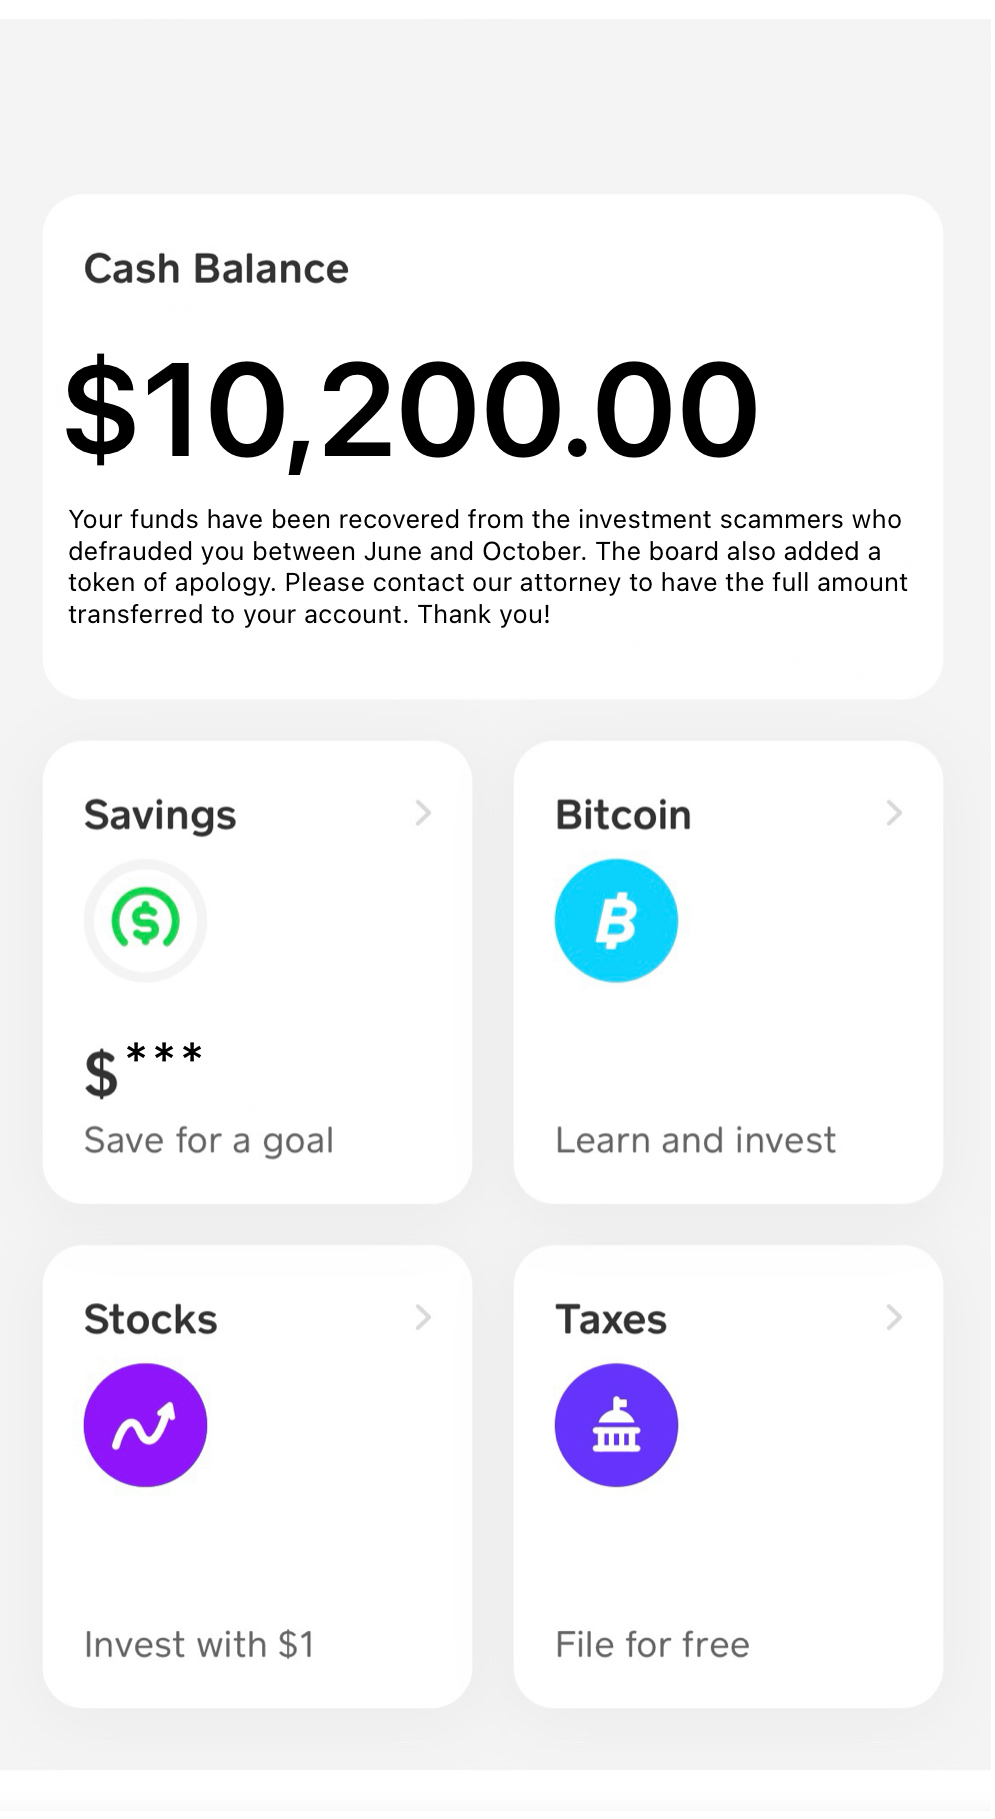 Cash Balance
$10,200.00
Your funds have been recovered from the investment scammers who
defrauded you between June and October. The board also added a
token of apology. Please contact our attorney to have the full amount
transferred to your account. Thank you!
Savings
$***
Save for a goal
Bitcoin
Learn and invest
Stocks
Invest with $1
Taxes
File for free